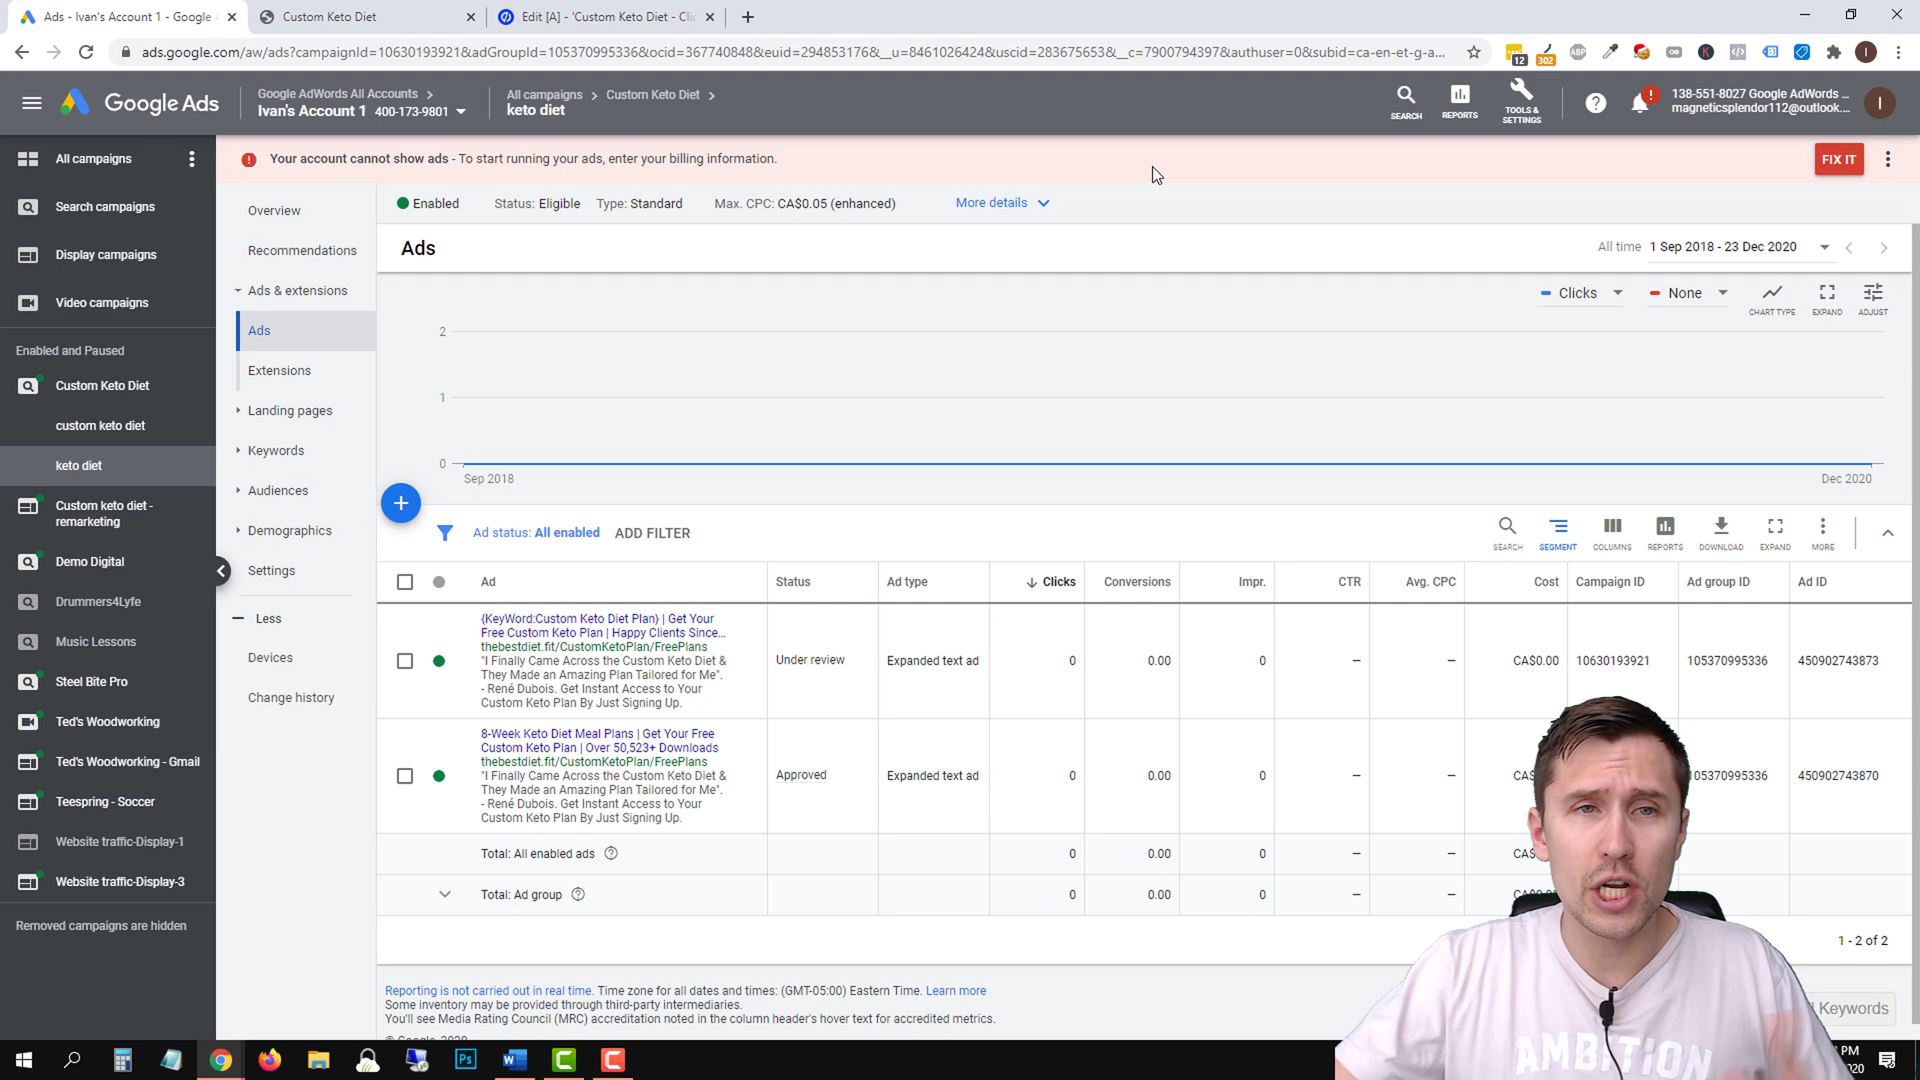 Ads - Ivan's Account 1 - Google
Custom Keto Diet
Edit [A] - 'Custom Keto Diet - Clic
ads.google.com/aw/ads?campaignId=10630193921&adGroupId=105370995336&ocid=367740848&euid=294853176&__u=8461026424&uscid=283675653&__c=7900794397&authuser=0&subid=ca-en-et-g-a...
12
302
ABP
Google Ads
Google AdWords All Accounts
Ivan's Account 1 400-173-9801
All campaigns > Custom Keto Diet >
keto diet
SEARCH
REPORTS
TOOLS &
SETTINGS
138-551-8027 Google AdWords ...
magneticsplendor112@outlook...
I
Your account cannot show ads - To start running your ads, enter your billing information.
FIX IT
All campaigns
Search campaigns
Display campaigns
Video campaigns
Enabled and Paused
Custom Keto Diet
custom keto diet
keto diet
Custom keto diet -
remarketing
Demo Digital
Drummers4Lyfe
Music Lessons
Steel Bite Pro
Ted's Woodworking
Ted's Woodworking - Gmail
Teespring - Soccer
Website traffic-Display-1
Website traffic-Display-3
Removed campaigns are hidden
Overview
Recommendations
Ads & extensions
Ads
Extensions
Landing pages
Keywords
Audiences
Demographics
Settings
Less
Devices
Change history
Enabled Status: Eligible Type: Standard Max. CPC: CA$0.05 (enhanced) More details
Ads
All time 1 Sep 2018 - 23 Dec 2020
Clicks
None
CHART TYPE
EXPAND
ADJUST
2
1
0
Sep 2018
Dec 2020
Ad status: All enabled ADD FILTER
SEARCH
SEGMENT
COLUMNS
REPORTS
DOWNLOAD
EXPAND
MORE
Ad Status Ad type Clicks Conversions Impr. CTR Avg. CPC Cost Campaign ID Ad group ID Ad ID
{KeyWord:Custom Keto Diet Plan} | Get Your
Free Custom Keto Plan | Happy Clients Since...
thebestdiet.fit/CustomKetoPlan/FreePlans
"I Finally Came Across the Custom Keto Diet &
They Made an Amazing Plan Tailored for Me".
- René Dubois. Get Instant Access to Your
Custom Keto Plan By Just Signing Up.
Under review Expanded text ad 0 0.00 0 – – CA$0.00 10630193921 105370995336 450902743873
8-Week Keto Diet Meal Plans | Get Your Free
Custom Keto Plan | Over 50,523+ Downloads
thebestdiet.fit/CustomKetoPlan/FreePlans
"I Finally Came Across the Custom Keto Diet &
They Made an Amazing Plan Tailored for Me".
- René Dubois. Get Instant Access to Your
Custom Keto Plan By Just Signing Up.
Approved Expanded text ad 0 0.00 0 – – 105370995336 450902743870
Total: All enabled ads 0 0.00 0 – –
Total: Ad group 0 0.00 0 – –
1 - 2 of 2
Reporting is not carried out in real time. Time zone for all dates and times: (GMT-05:00) Eastern Time. Learn more
Some inventory may be provided through third-party intermediaries.
You'll see Media Rating Council (MRC) accreditation noted in the column header's hover text for accredited metrics.
Keywords
AMBITION
PM